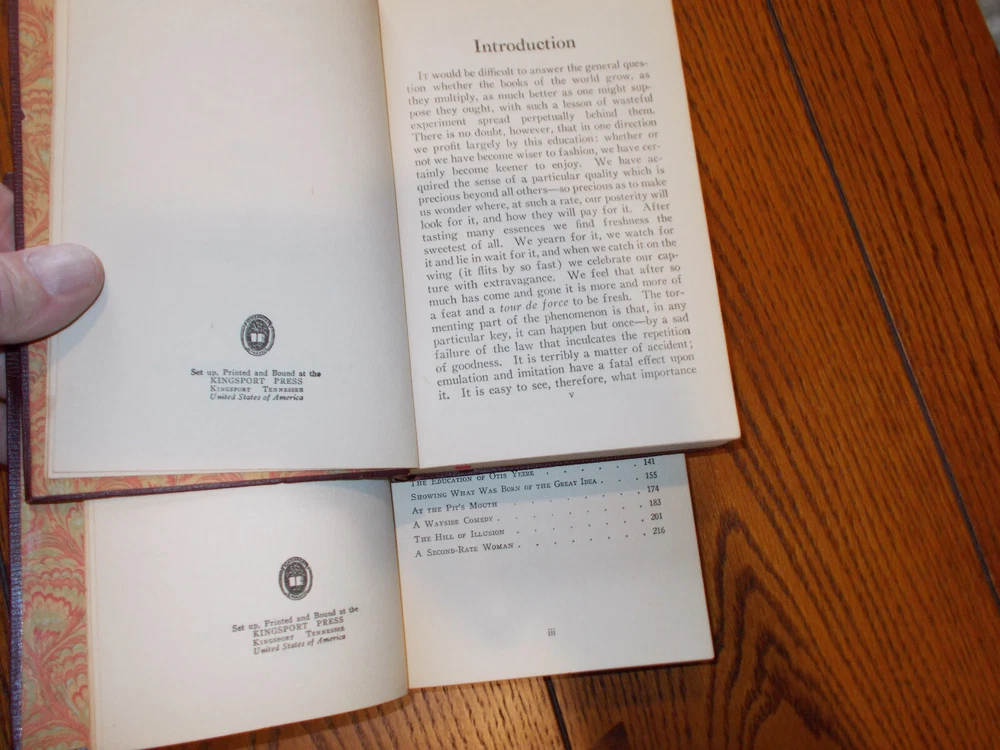 Introduction
It would be difficult to answer the general ques-
tion whether the books of the world grow, as
they multiply, as much better as one might sup-
pose they ought, with such a lesson of wasteful
experiment spread perpetually behind them.
There is no doubt, however, that in one direction
we profit largely by this education: whether or
not we have become wiser to fashion, we have cer-
tainly become keener to enjoy. We have ac-
quired the sense of a particular quality which is
precious beyond all others—so precious as to make
us wonder where, at such a rate, our posterity will
look for it, and how they will pay for it. After
tasting many essences we find freshness the
sweetest of all. We yearn for it, we watch for
it and lie in wait for it, and when we catch it on the
wing (it flits by so fast) we celebrate our cap-
ture with extravagance. We feel that after so
much has come and gone it is more and more of
a feat and a tour de force to be fresh. The tor-
menting part of the phenomenon is that, in any
particular key, it can happen but once—by a sad
failure of the law that inculcates the repetition
of goodness. It is terribly a matter of accident;
emulation and imitation have a fatal effect upon
it. It is easy to see, therefore, what importance
v
Set up, Printed and Bound at the
KINGSPORT PRESS
Kingsport Tennessee
United States of America
The Education of Otis Yeere . . . . . . 141
Showing What Was Born of the Great Idea . . . 155
At the Pit's Mouth . . . . . . . 174
A Wayside Comedy . . . . . . . 183
The Hill of Illusion . . . . . . . 201
A Second-Rate Woman . . . . . . . 216
iii
Set up, Printed and Bound at the
KINGSPORT PRESS
Kingsport Tennessee
United States of America